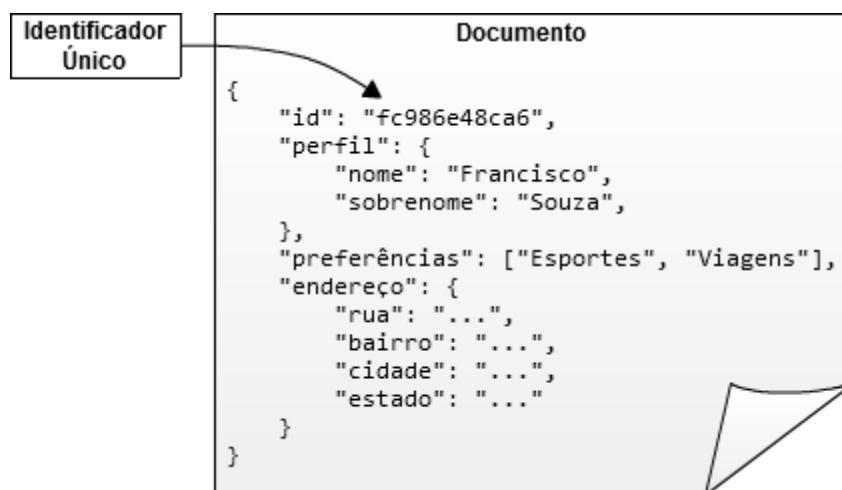 Identificador
Único
Documento
{
    "id": "fc986e48ca6",
    "perfil": {
        "nome": "Francisco",
        "sobrenome": "Souza",
    },
    "preferências": ["Esportes", "Viagens"],
    "endereço": {
        "rua": "...",
        "bairro": "...",
        "cidade": "...",
        "estado": "..."
    }
}